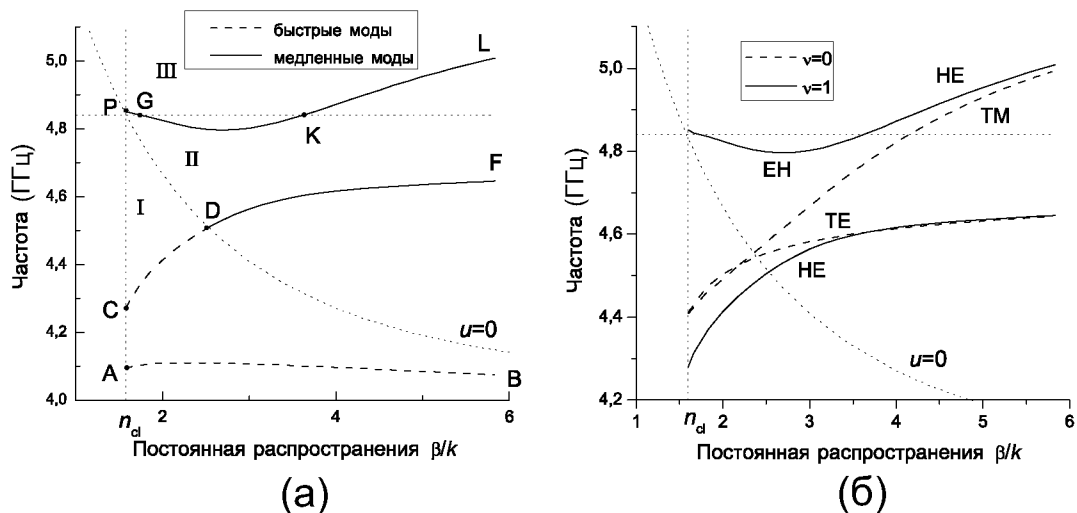 быстрые моды
медленные моды
5,0
4,8
4,6
4,4
4,2
4,0
Частота (ГГц)
III
P
G
L
K
II
I
D
F
C
u=0
A
B
2
4
6
n_cl
Постоянная распространения β/k
(а)
ν=0
ν=1
5,0
4,8
4,6
4,4
4,2
Частота (ГГц)
HE
TM
EH
TE
HE
u=0
1
2
3
4
5
6
n_cl
Постоянная распространения β/k
(б)